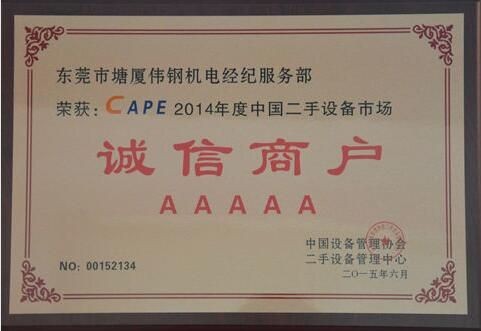 东莞市塘厦伟钢机电经纪服务部
荣获：CAPE 2014年度中国二手设备市场
诚信商户
AAAAA
中国设备管理协会
二手设备管理中心
NO: 00152134
二○一五年六月